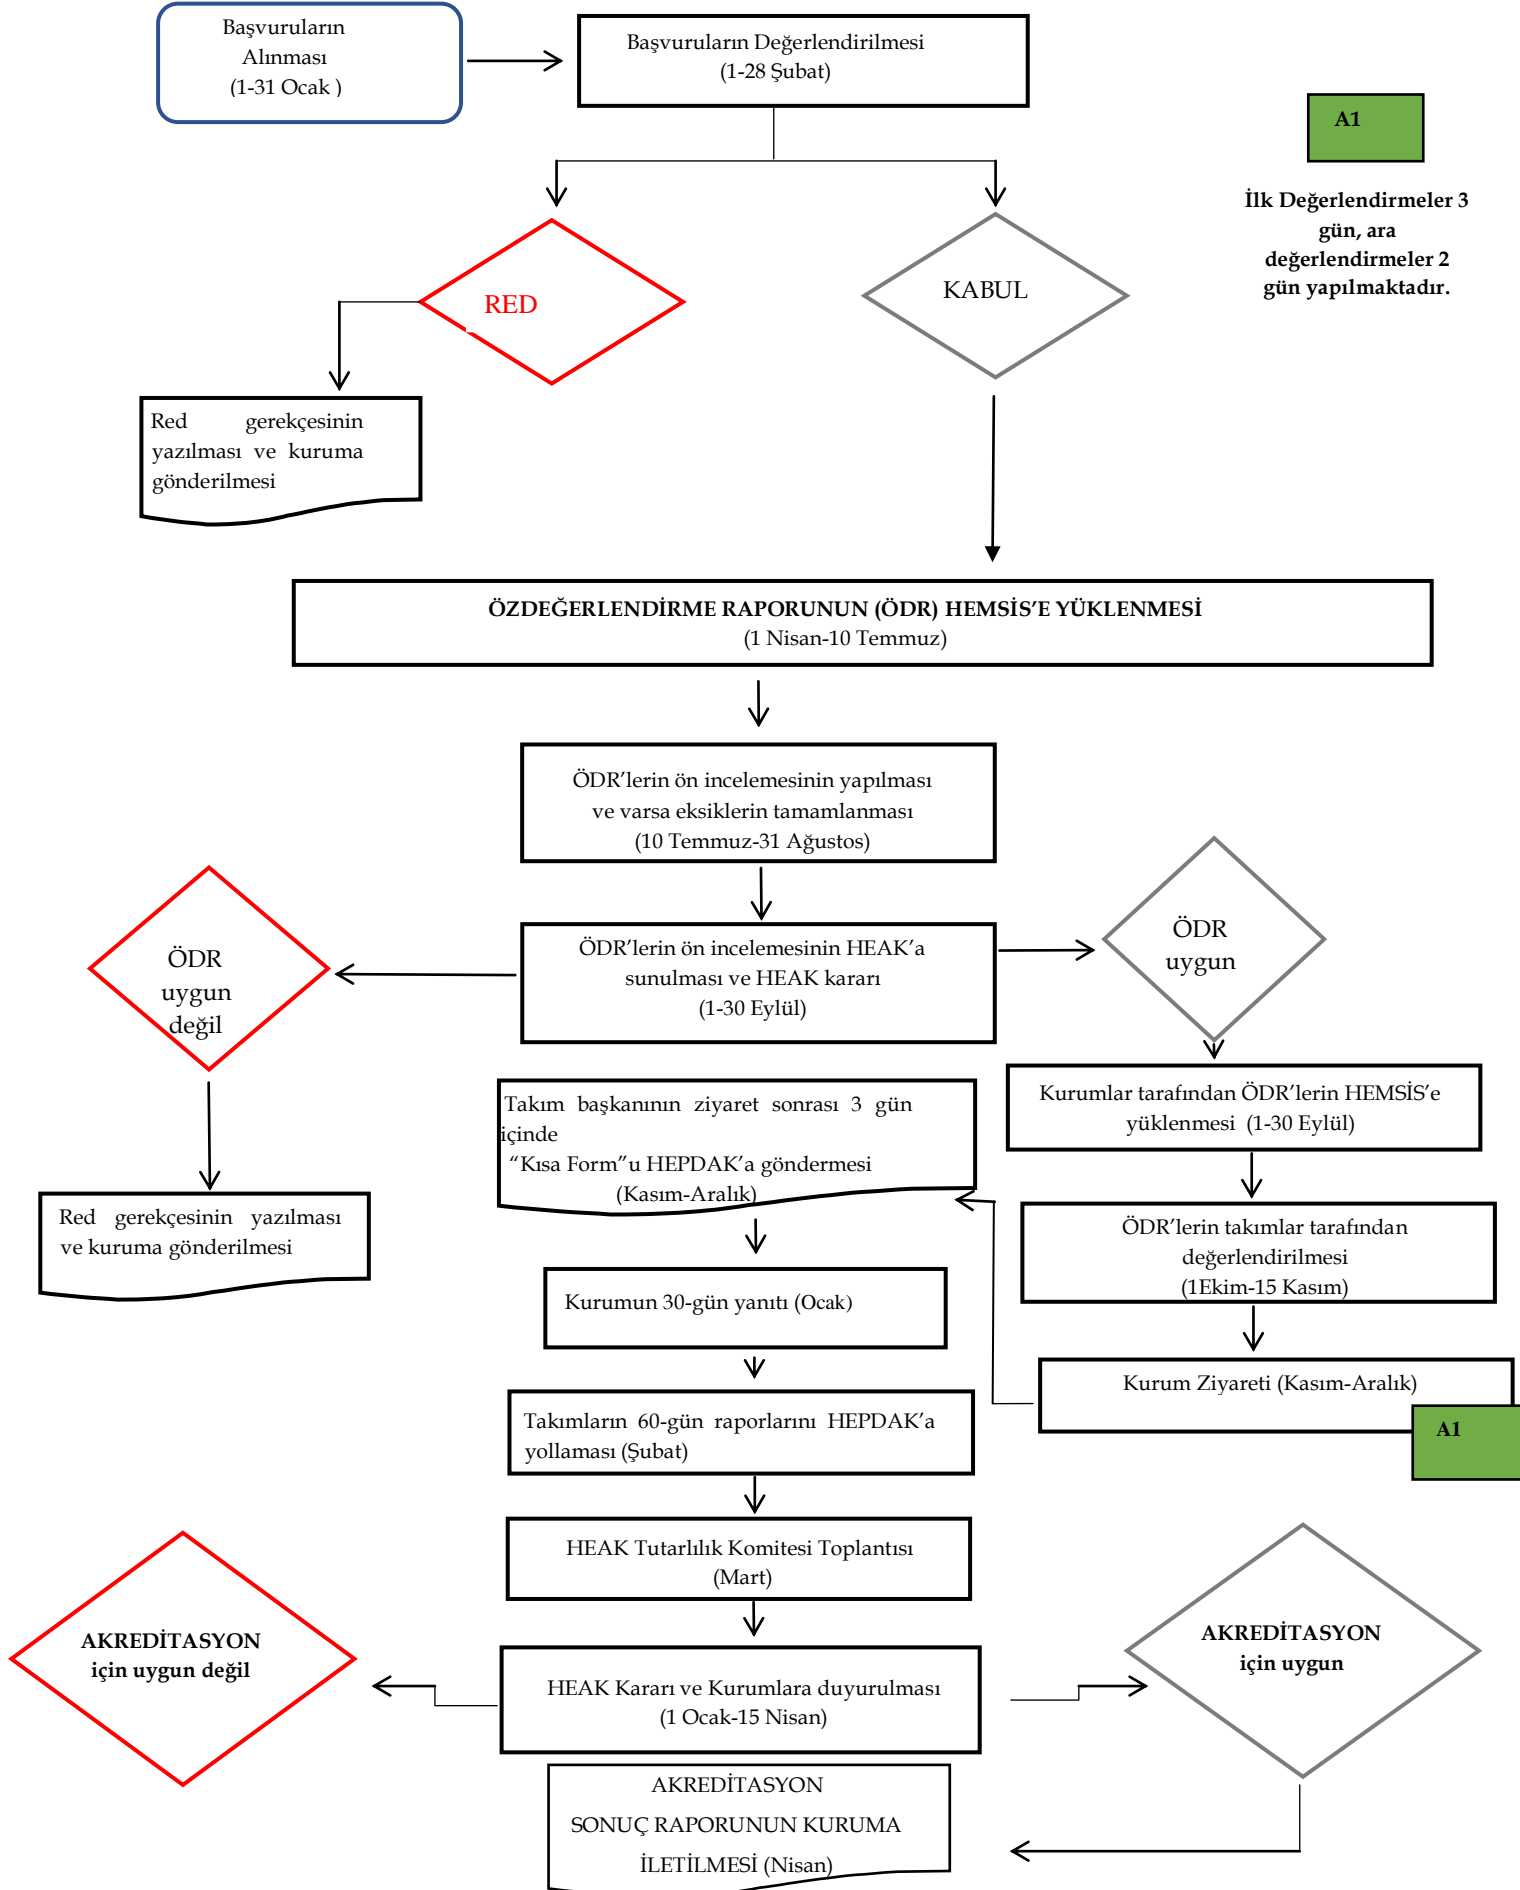 Başvuruların
Alınması
(1-31 Ocak )
Başvuruların Değerlendirilmesi
(1-28 Şubat)
A1
İlk Değerlendirmeler 3
gün, ara
değerlendirmeler 2
gün yapılmaktadır.
RED
KABUL
Red gerekçesinin
yazılması ve kuruma
gönderilmesi
ÖZDEĞERLENDİRME RAPORUNUN (ÖDR) HEMSİS’E YÜKLENMESİ
(1 Nisan-10 Temmuz)
ÖDR’lerin ön incelemesinin yapılması
ve varsa eksiklerin tamamlanması
(10 Temmuz-31 Ağustos)
ÖDR
uygun
değil
ÖDR’lerin ön incelemesinin HEAK’a
sunulması ve HEAK kararı
(1-30 Eylül)
ÖDR
uygun
Red gerekçesinin yazılması
ve kuruma gönderilmesi
Takım başkanının ziyaret sonrası 3 gün
içinde
“Kısa Form”u HEPDAK’a göndermesi
(Kasım-Aralık)
Kurumlar tarafından ÖDR’lerin HEMSİS’e
yüklenmesi (1-30 Eylül)
ÖDR’lerin takımlar tarafından
değerlendirilmesi
(1Ekim-15 Kasım)
Kurumun 30-gün yanıtı (Ocak)
Kurum Ziyareti (Kasım-Aralık)
A1
Takımların 60-gün raporlarını HEPDAK’a
yollaması (Şubat)
HEAK Tutarlılık Komitesi Toplantısı
(Mart)
AKREDİTASYON
için uygun değil
HEAK Kararı ve Kurumlara duyurulması
(1 Ocak-15 Nisan)
AKREDİTASYON
için uygun
AKREDİTASYON
SONUÇ RAPORUNUN KURUMA
İLETİLMESİ (Nisan)